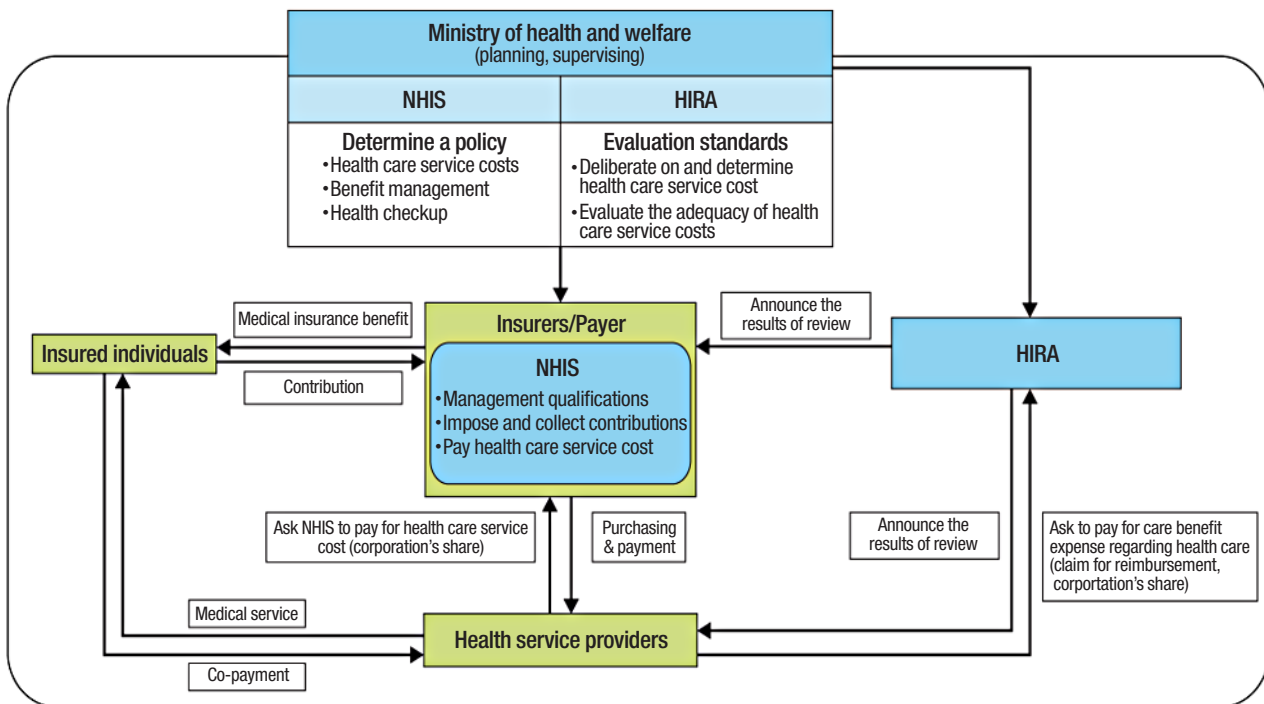 Ministry of health and welfare
(planning, supervising)
NHIS
HIRA
Determine a policy
•Health care service costs
•Benefit management
•Health checkup
Evaluation standards
•Deliberate on and determine
health care service cost
•Evaluate the adequacy of health
care service costs
Medical insurance benefit
Insured individuals
Contribution
Insurers/Payer
NHIS
•Management qualifications
•Impose and collect contributions
•Pay health care service cost
Announce the
results of review
HIRA
Ask NHIS to pay for health care service
cost (corporation's share)
Purchasing
& payment
Announce the
results of review
Ask to pay for care benefit
expense regarding health care
(claim for reimbursement,
corportation's share)
Medical service
Health service providers
Co-payment